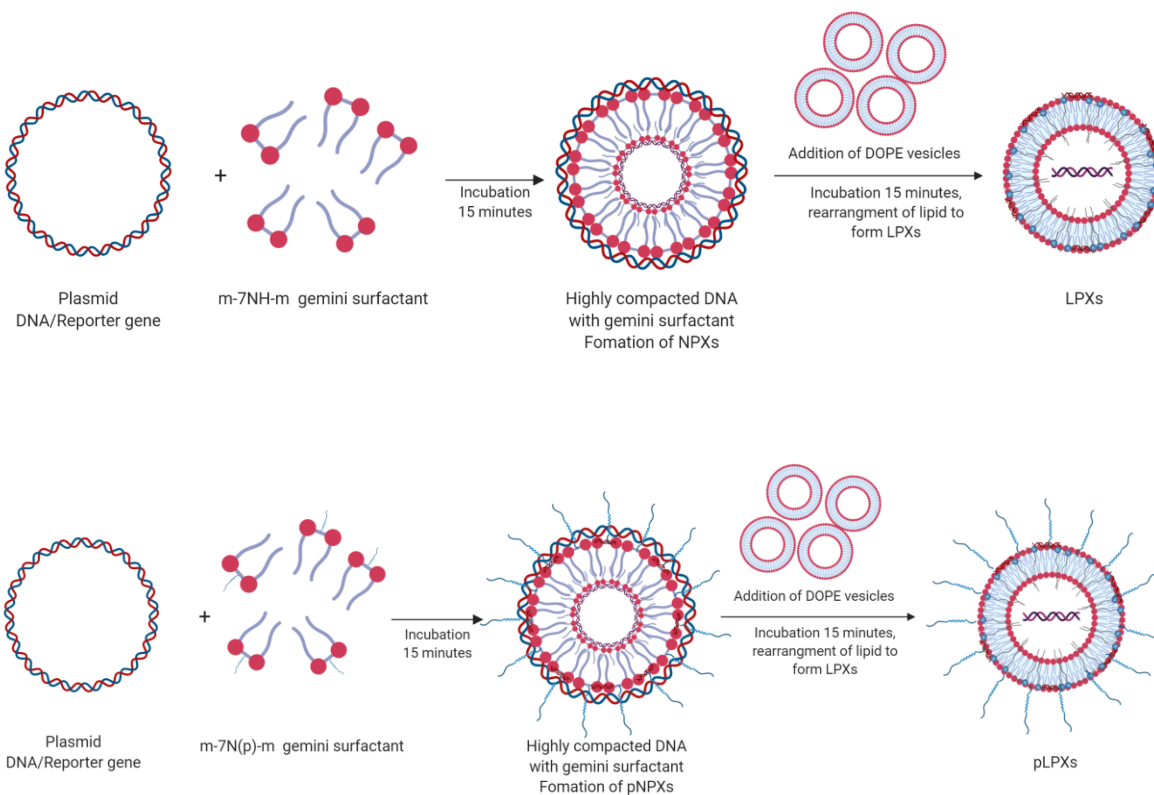 +
Incubation
15 minutes
Addition of DOPE vesicles
Incubation 15 minutes,
rearrangment of lipid to
form LPXs
Plasmid
DNA/Reporter gene
m-7NH-m gemini surfactant
Highly compacted DNA
with gemini surfactant
Fomation of NPXs
LPXs
+
Incubation
15 minutes
Addition of DOPE vesicles
Incubation 15 minutes,
rearrangment of lipid to
form LPXs
Plasmid
DNA/Reporter gene
m-7N(p)-m gemini surfactant
Highly compacted DNA
with gemini surfactant
Fomation of pNPXs
pLPXs